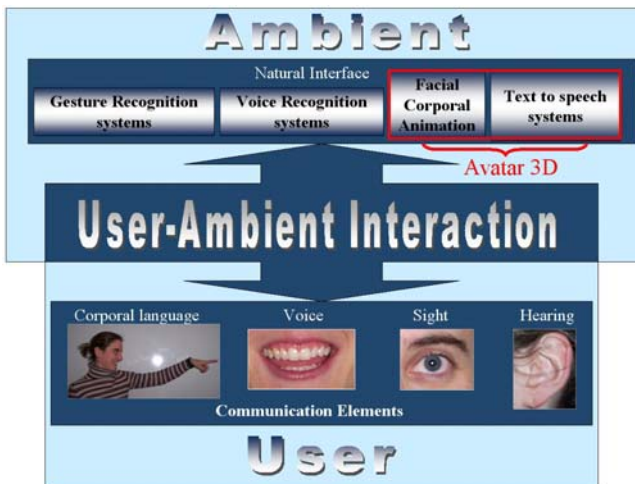 Ambient
Natural Interface
Gesture Recognition
systems
Voice Recognition
systems
Facial
Corporal
Animation
Text to speech
systems
Avatar 3D
User-Ambient Interaction
Corporal language
Voice
Sight
Hearing
Communication Elements
User